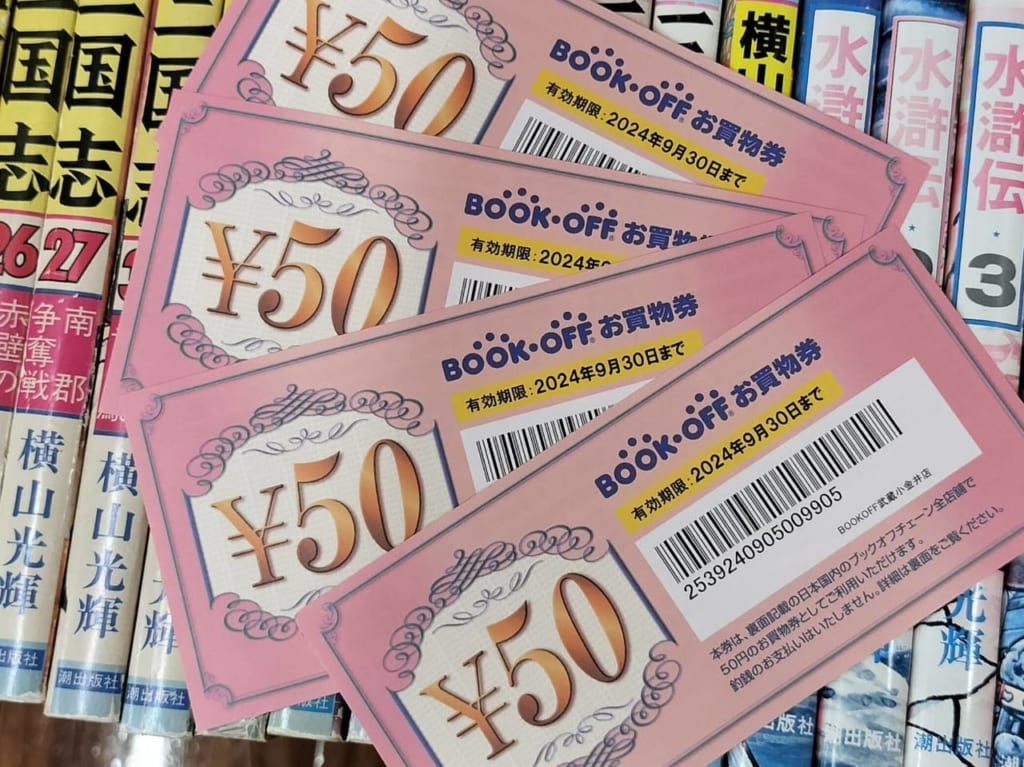 ¥50
BOOK・OFF お買物券
有効期限：2024年9月30日まで
¥50
BOOK・OFF® お買物
有効期限：2024年
¥50
BOOK・OFF® お買物券
有効期限：2024年9月30日まで
¥50
BOOK・OFF® お買物券
有効期限：2024年9月30日まで
2539240905009905
BOOKOFF武蔵小金井店
本券は、裏面記載の日本国内のブックオフチェーン全店舗で
50円のお買物券としてご利用いただけます。
釣銭のお支払いはいたしません。詳細は裏面をご覧ください。
国志
26
赤壁の
国志
27
南郡
争奪戦
横山光輝
潮出版社
横山光輝
潮出版社
横山
水滸伝
水滸伝
水滸伝
3
光輝
潮出版社